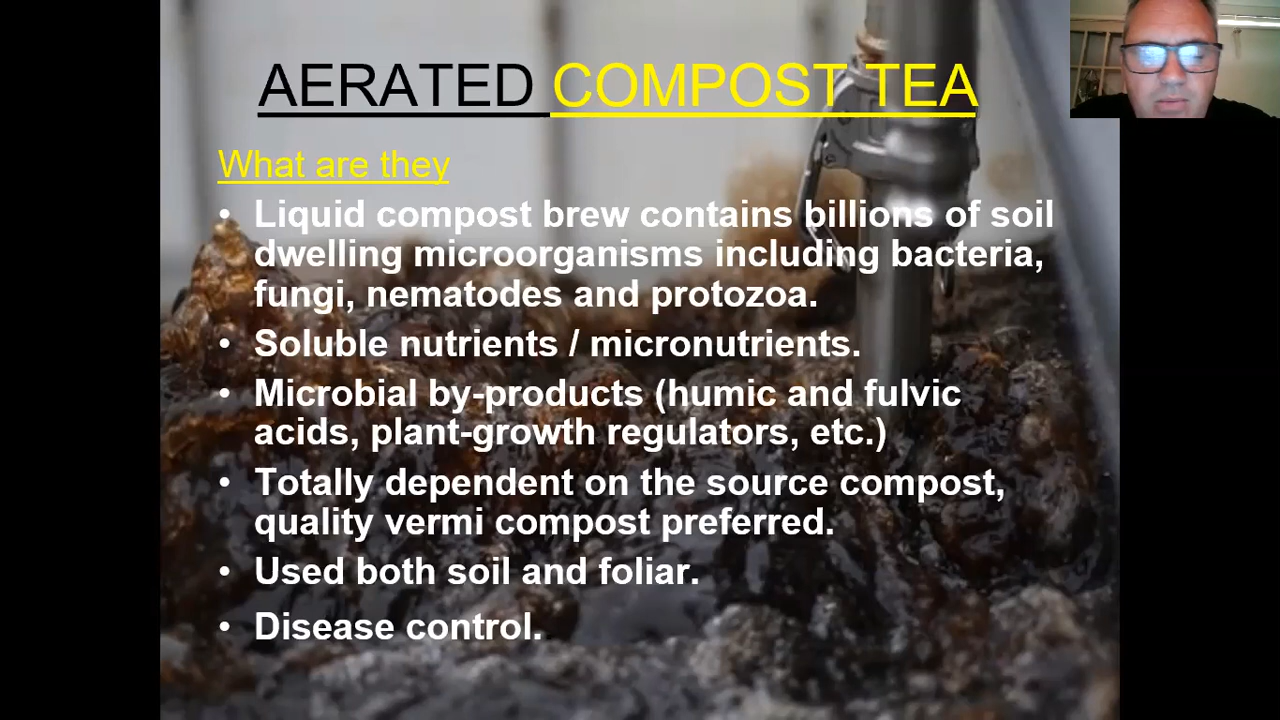 AERATED COMPOST TEA
What are they
• Liquid compost brew contains billions of soil
dwelling microorganisms including bacteria,
fungi, nematodes and protozoa.
• Soluble nutrients / micronutrients.
• Microbial by-products (humic and fulvic
acids, plant-growth regulators, etc.)
• Totally dependent on the source compost,
quality vermi compost preferred.
• Used both soil and foliar.
• Disease control.